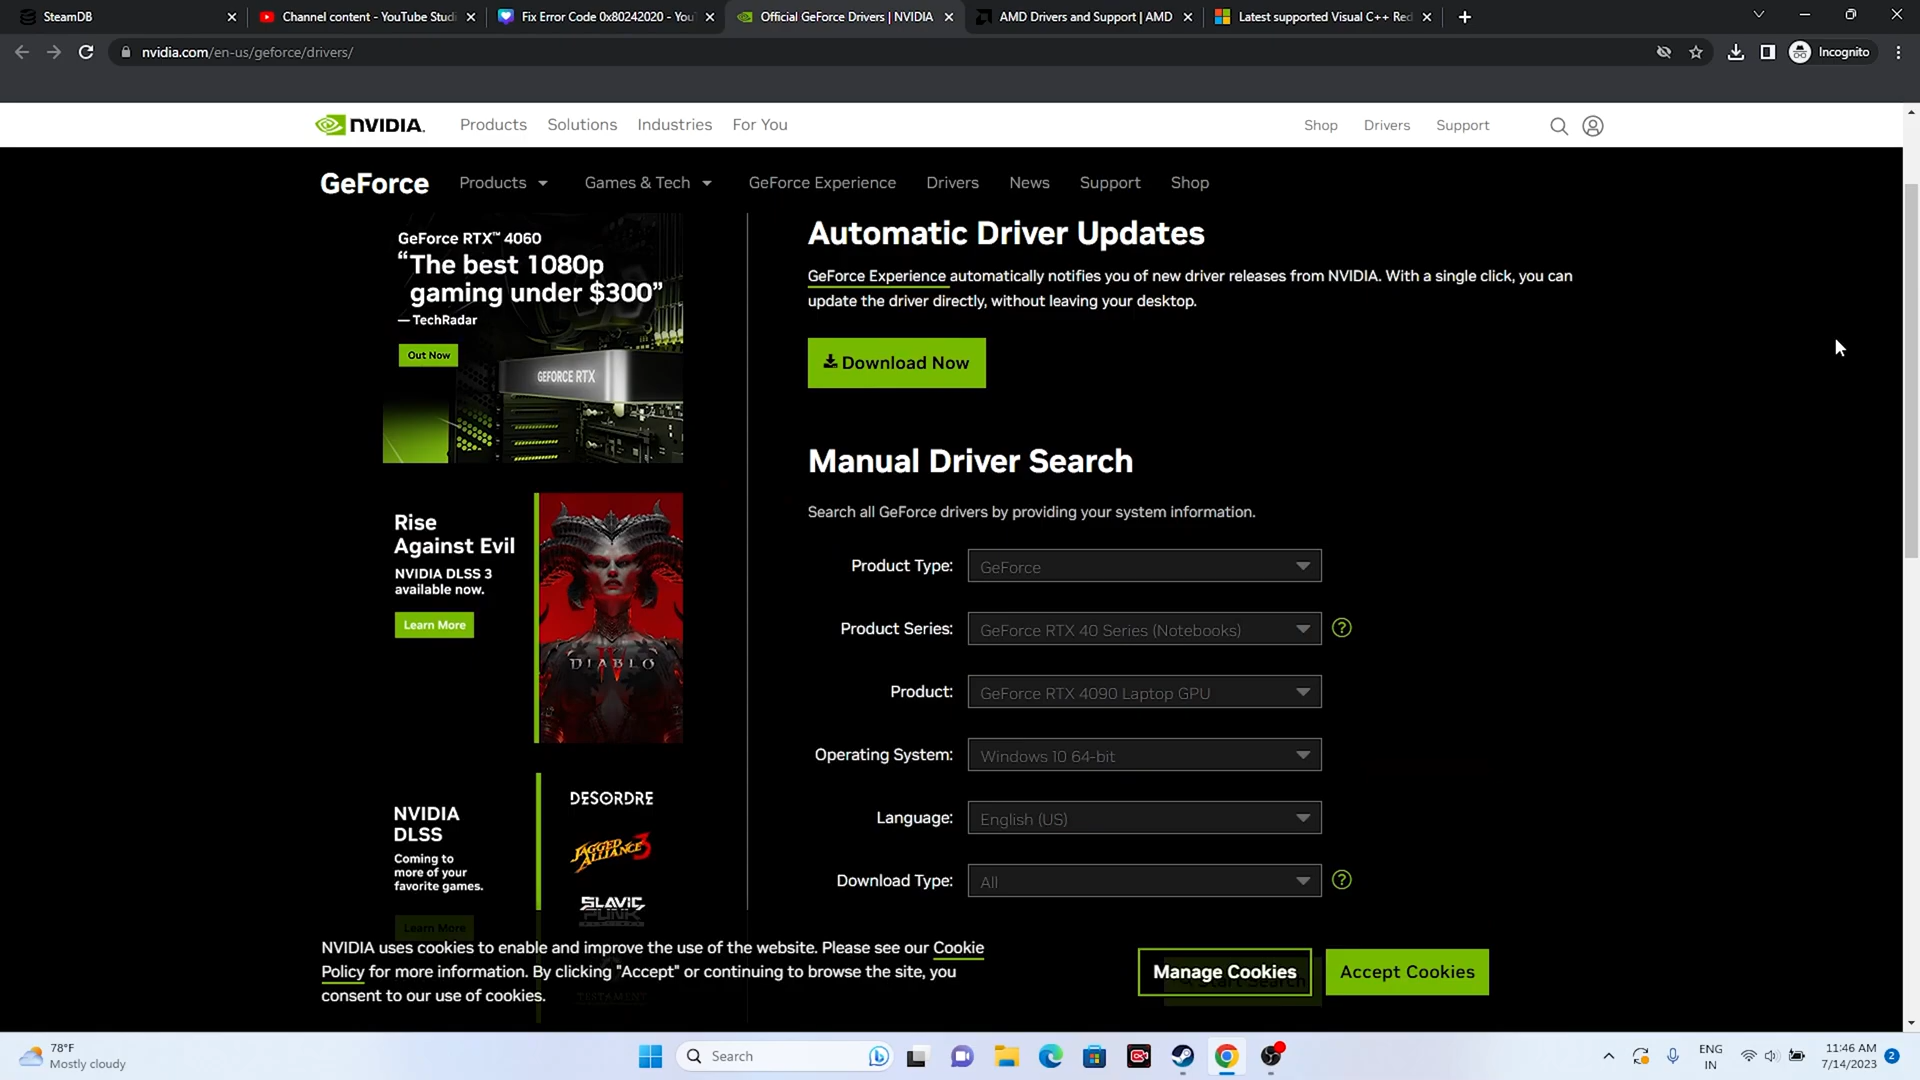 SteamDB
Channel content - YouTube Studi
Fix Error Code 0x80242020 - You
Official GeForce Drivers | NVIDIA
AMD Drivers and Support | AMD
Latest supported Visual C++ Red
nvidia.com/en-us/geforce/drivers/
Incognito
NVIDIA.
Products
Solutions
Industries
For You
Shop
Drivers
Support
GeForce
Products
Games & Tech
GeForce Experience
Drivers
News
Support
Shop
GeForce RTX™ 4060
“The best 1080p
gaming under $300”
— TechRadar
Out Now
GEFORCE RTX
Rise
Against Evil
NVIDIA DLSS 3
available now.
Learn More
DIABLO
IV
NVIDIA
DLSS
Coming to
more of your
favorite games.
Learn More
DESORDRE
JAGGED
ALLIANCE 3
SLAVIC
PUNK
TESTAMENT
Automatic Driver Updates
GeForce Experience automatically notifies you of new driver releases from NVIDIA. With a single click, you can
update the driver directly, without leaving your desktop.
Download Now
Manual Driver Search
Search all GeForce drivers by providing your system information.
Product Type: GeForce
Product Series: GeForce RTX 40 Series (Notebooks)
Product: GeForce RTX 4090 Laptop GPU
Operating System: Windows 10 64-bit
Language: English (US)
Download Type: All
Start Search
NVIDIA uses cookies to enable and improve the use of the website. Please see our Cookie
Policy for more information. By clicking "Accept" or continuing to browse the site, you
consent to our use of cookies.
Manage Cookies
Accept Cookies
78°F
Mostly cloudy
Search
ENG
IN
11:46 AM
7/14/2023
2